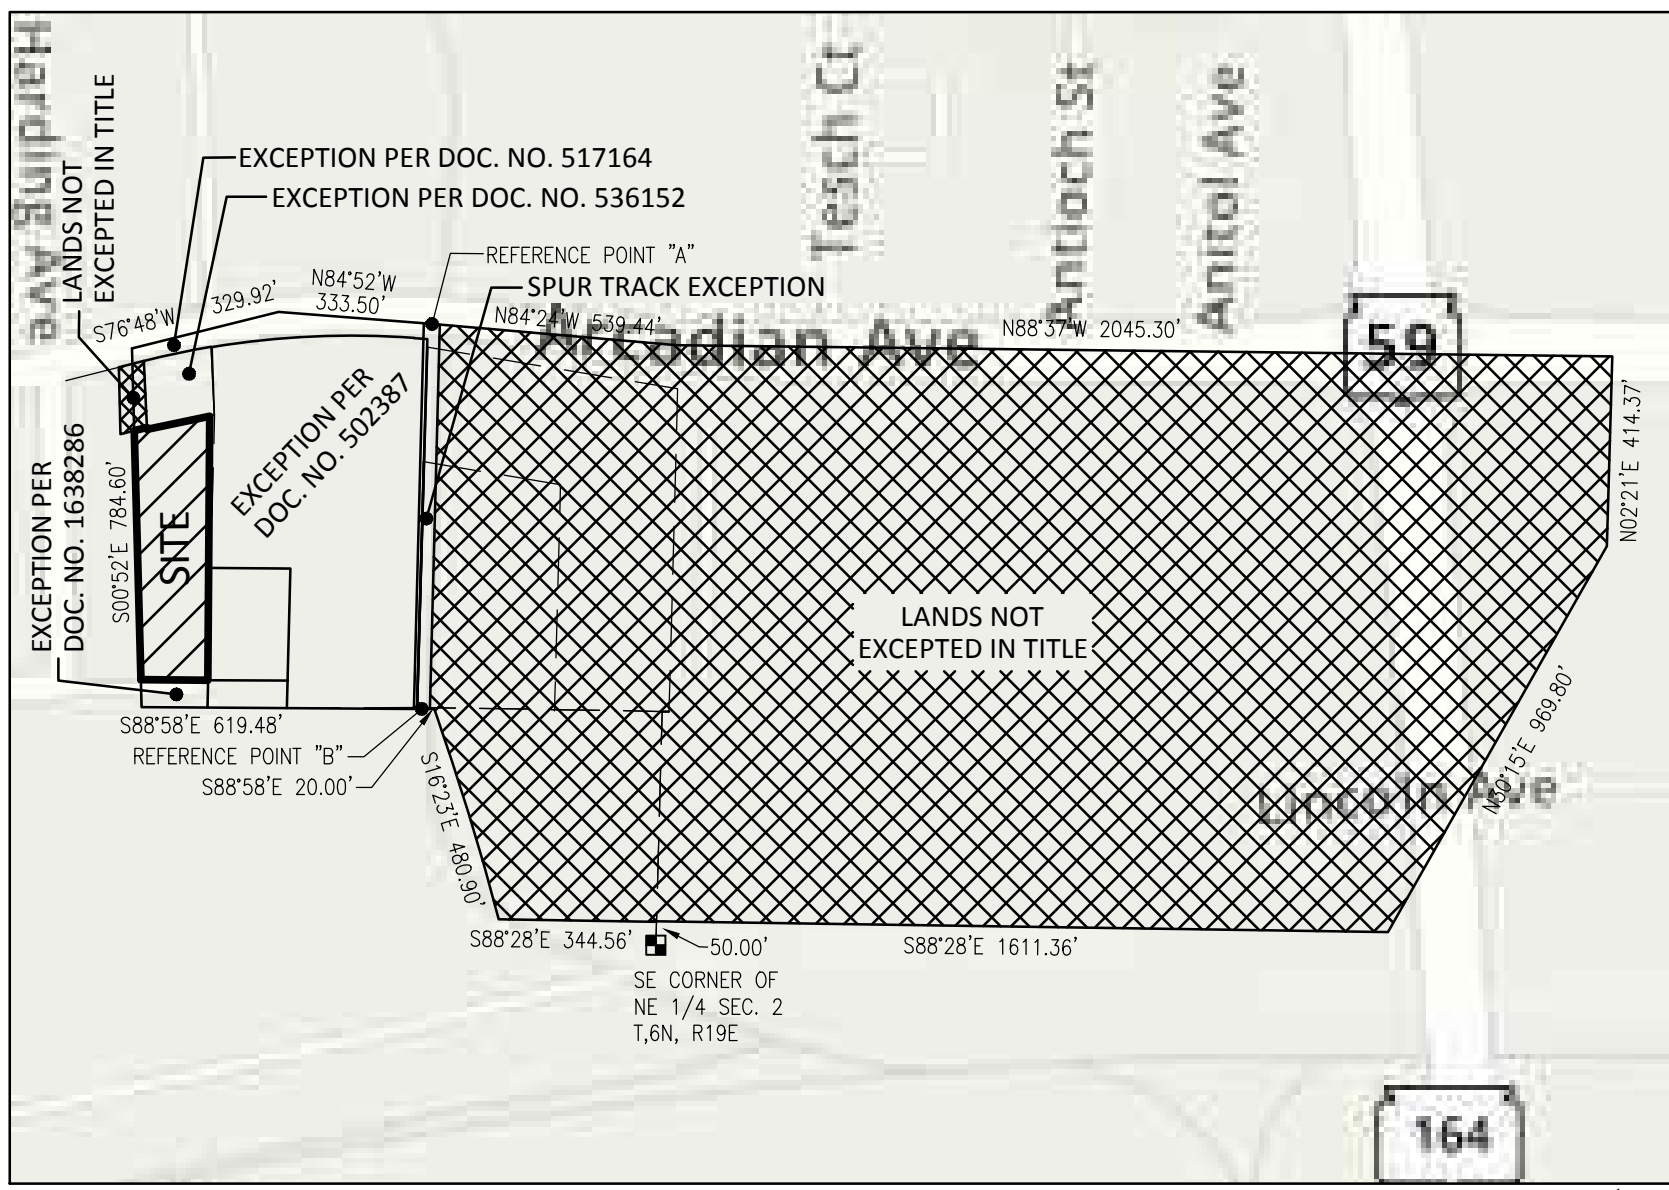 Harding Ave
LANDS NOT
EXCEPTED IN TITLE
EXCEPTION PER DOC. NO. 517164
EXCEPTION PER DOC. NO. 536152
Tesch Ct
Antioch St
Anitol Ave
REFERENCE POINT "A"
SPUR TRACK EXCEPTION
S76°48'W
329.92'
N84°52'W
333.50'
N84°24'W 539.44'
Arcadian Ave
N88°37'W 2045.30'
59
N02°21'E 414.37'
EXCEPTION PER
DOC. NO. 502387
EXCEPTION PER
DOC. NO. 1638286
S00°52'E 784.60'
SITE
LANDS NOT
EXCEPTED IN TITLE
N30°15'E 969.80'
Lincoln Ave
S88°58'E 619.48'
REFERENCE POINT "B"
S88°58'E 20.00'
S16°23'E 480.90'
S88°28'E 344.56'
50.00'
S88°28'E 1611.36'
SE CORNER OF
NE 1/4 SEC. 2
T,6N, R19E
164